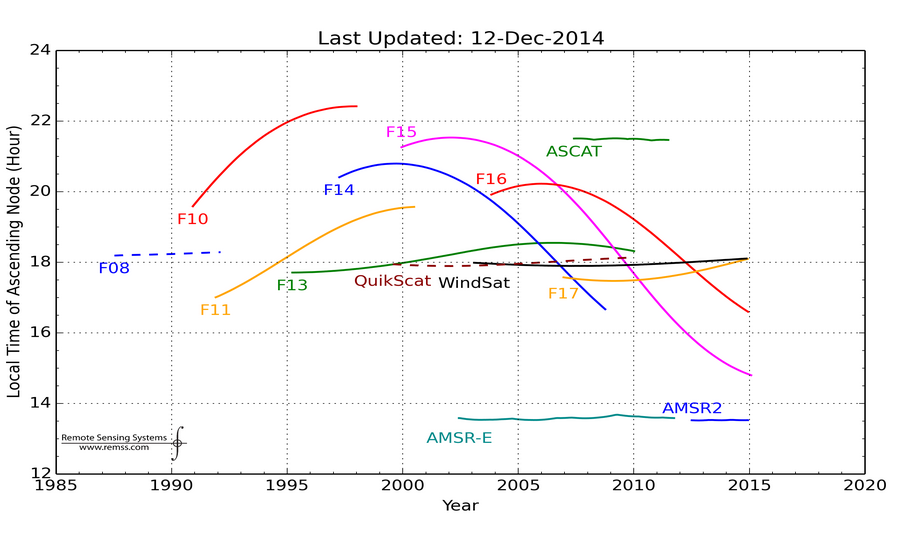 Last Updated: 12-Dec-2014
Local Time of Ascending Node (Hour)
24
22
20
18
16
14
12
F10
F08
F11
F14
F13
F15
QuikScat
WindSat
F16
F17
ASCAT
AMSR-E
AMSR2
Remote Sensing Systems
www.remss.com
1985
1990
1995
2000
2005
2010
2015
2020
Year